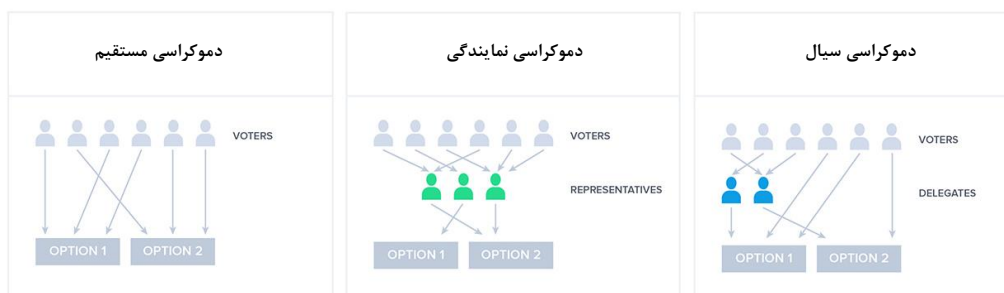 دموکراسی مستقیم
VOTERS
OPTION 1
OPTION 2
دموکراسی نمایندگی
VOTERS
REPRESENTATIVES
OPTION 1
OPTION 2
دموکراسی سیال
VOTERS
DELEGATES
OPTION 1
OPTION 2